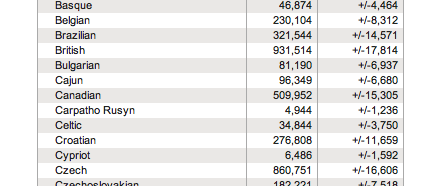 Basque 46,874 +/-4,464
Belgian 230,104 +/-8,312
Brazilian 321,544 +/-14,571
British 931,514 +/-17,814
Bulgarian 81,190 +/-6,937
Cajun 96,349 +/-6,680
Canadian 509,952 +/-15,305
Carpatho Rusyn 4,944 +/-1,236
Celtic 34,844 +/-3,750
Croatian 276,808 +/-11,659
Cypriot 6,486 +/-1,592
Czech 860,751 +/-16,606
Czechoslovakian 182,221 +/-7,518